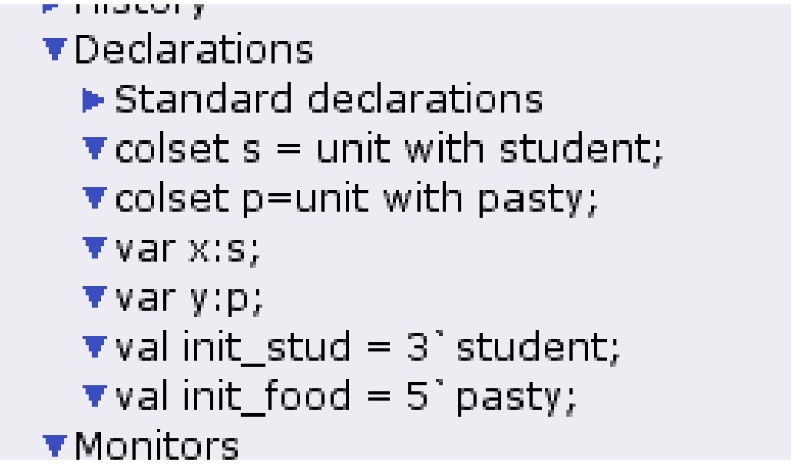 History
Declarations
Standard declarations
colset s = unit with student;
colset p=unit with pasty;
var x:s;
var y:p;
val init_stud = 3`student;
val init_food = 5`pasty;
Monitors